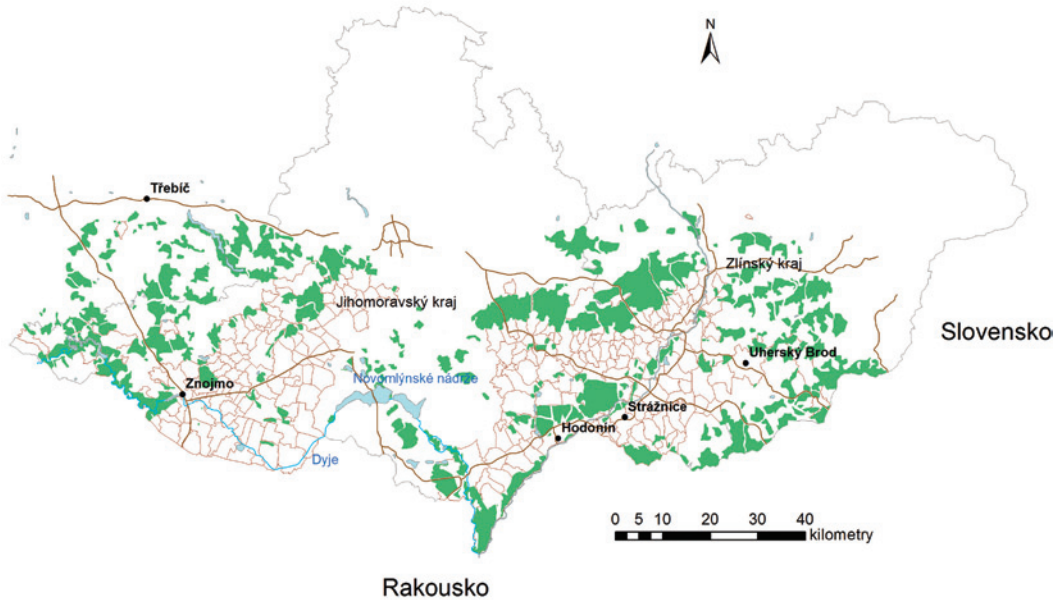 N
Třebíč
Zlínský kraj
Jihomoravský kraj
Slovensko
Uherský Brod
Novomlýnské nádrže
Znojmo
Strážnice
Hodonín
Dyje
0 5 10 20 30 40
kilometry
Rakousko